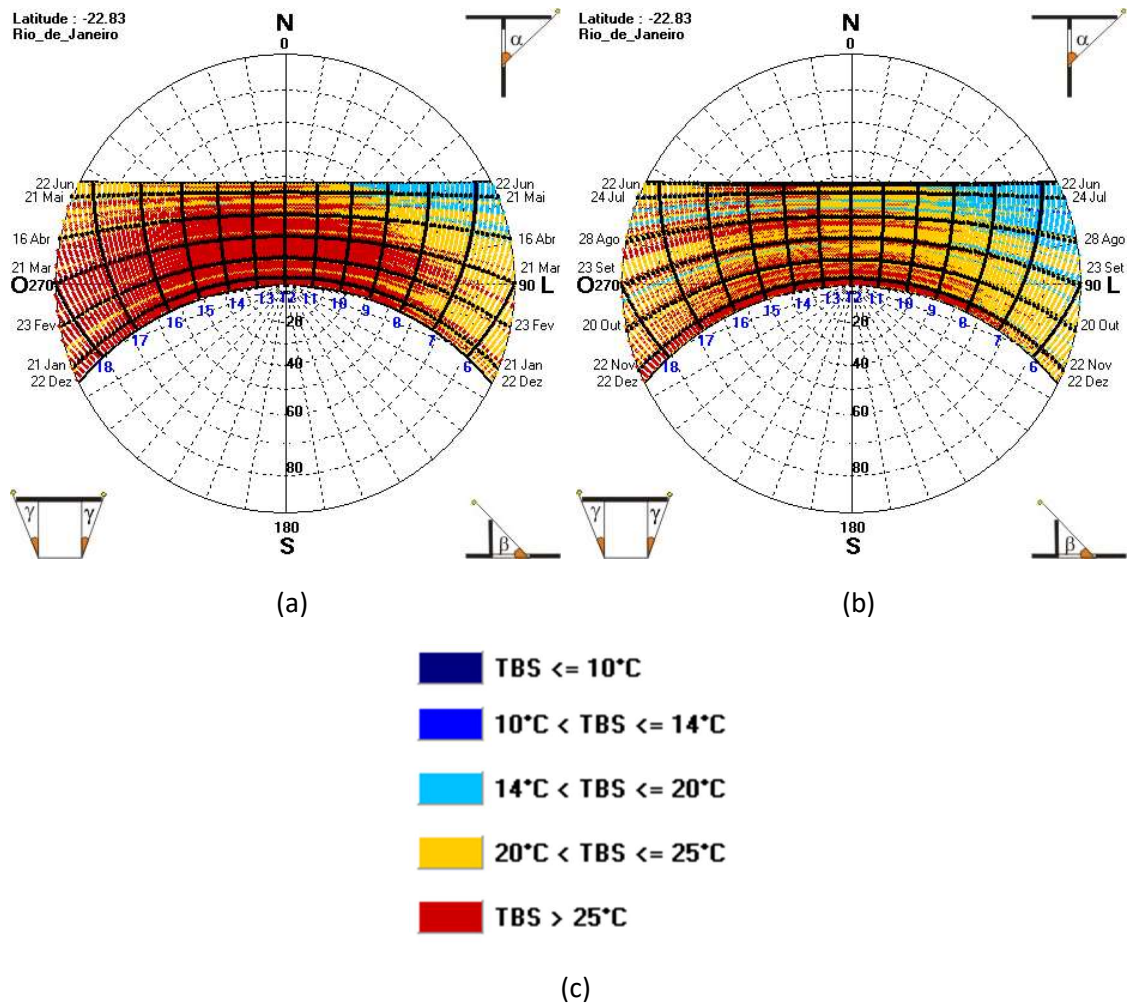 Latitude : -22.83
Rio_de_Janeiro
N
0
α
22 Jun
21 Mai
16 Abr
21 Mar
O 270
23 Fev
21 Jan
22 Dez
22 Jun
21 Mai
16 Abr
21 Mar
90 L
23 Fev
21 Jan
22 Dez
18 17 16 15 14 13 12 11 10 9 8 7 6
20
40
60
80
180
S
γ γ
β
(a)
Latitude : -22.83
Rio_de_Janeiro
N
0
α
22 Jun
24 Jul
28 Ago
23 Set
O 270
20 Out
22 Nov
22 Dez
22 Jun
24 Jul
28 Ago
23 Set
90 L
20 Out
22 Nov
22 Dez
18 17 16 15 14 13 12 11 10 9 8 7 6
20
40
60
80
180
S
γ γ
β
(b)
TBS <= 10°C
10°C < TBS <= 14°C
14°C < TBS <= 20°C
20°C < TBS <= 25°C
TBS > 25°C
(c)